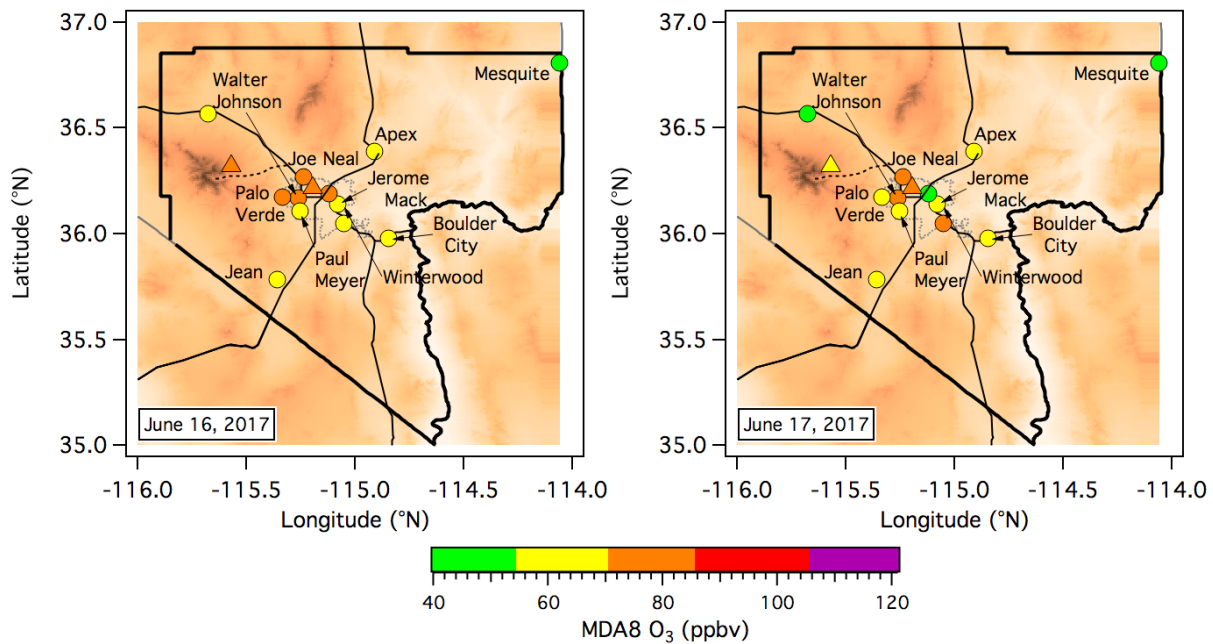 37.0
36.5
36.0
35.5
35.0
Latitude (°N)
Walter
Johnson
Mesquite
Apex
Joe Neal
Jerome
Mack
Palo
Verde
Boulder
City
Jean
Paul
Meyer
Winterwood
June 16, 2017
-116.0 -115.5 -115.0 -114.5 -114.0
Longitude (°N)
37.0
36.5
36.0
35.5
35.0
Latitude (°N)
Walter
Johnson
Mesquite
Apex
Joe Neal
Jerome
Mack
Palo
Verde
Boulder
City
Jean
Paul
Meyer
Winterwood
June 17, 2017
-116.0 -115.5 -115.0 -114.5 -114.0
Longitude (°N)
40 60 80 100 120
MDA8 O₃ (ppbv)